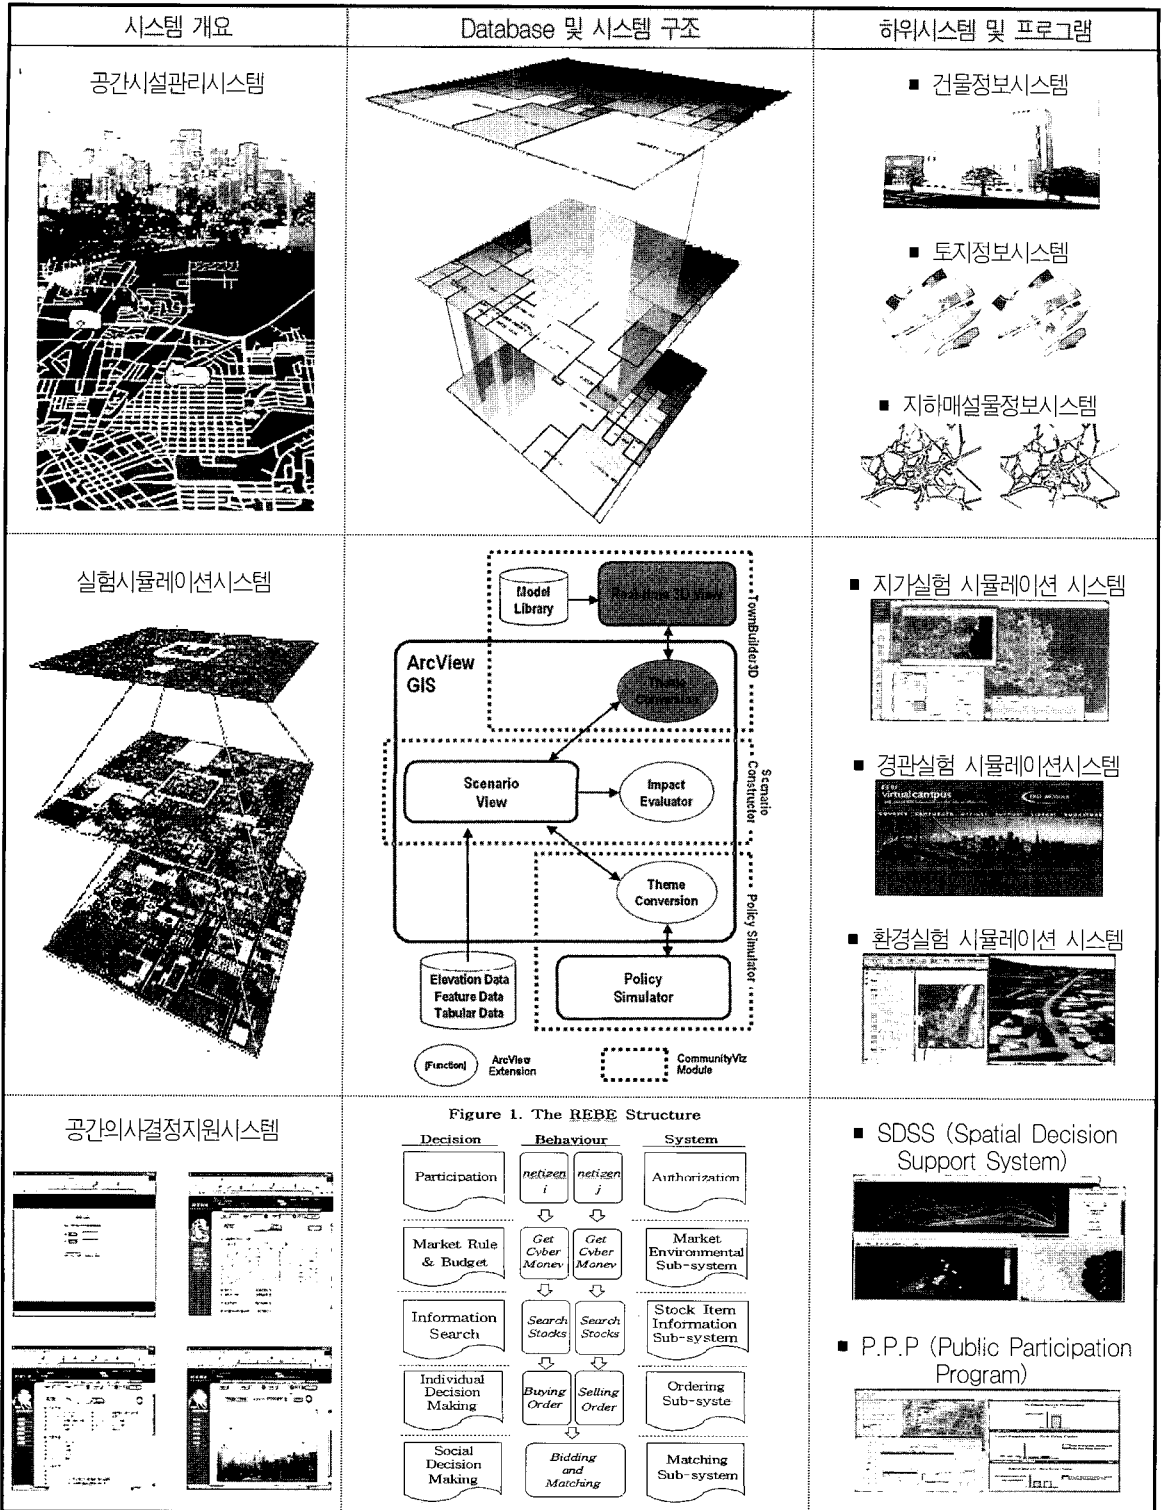 시스템 개요
Database 및 시스템 구조
하위시스템 및 프로그램
공간시설관리시스템
■ 건물정보시스템
■ 토지정보시스템
■ 지하매설물정보시스템
실험시뮬레이션시스템
Model
Library
Realtime 3D View
TownBuilder3D
ArcView
GIS
Theme
Conversion
Scenario
View
Impact
Evaluator
Scenario
Constructor
Theme
Conversion
Policy Simulator
Elevation Data
Feature Data
Tabular Data
Policy
Simulator
[Function]
ArcView
Extension
CommunityViz
Module
■ 지가실험 시뮬레이션 시스템
■ 경관실험 시뮬레이션시스템
virtual campus
■ 환경실험 시뮬레이션 시스템
공간의사결정지원시스템
Figure 1. The REBE Structure
Decision
Behaviour
System
Participation
netizen
i
netizen
j
Authorization
Market Rule
& Budget
Get
Cyber
Money
Get
Cyber
Money
Market
Environmental
Sub-system
Information
Search
Search
Stocks
Search
Stocks
Stock Item
Information
Sub-system
Individual
Decision
Making
Buying
Order
Selling
Order
Ordering
Sub-syste
Social
Decision
Making
Bidding
and
Matching
Matching
Sub-system
■ SDSS (Spatial Decision
Support System)
■ P.P.P (Public Participation
Program)